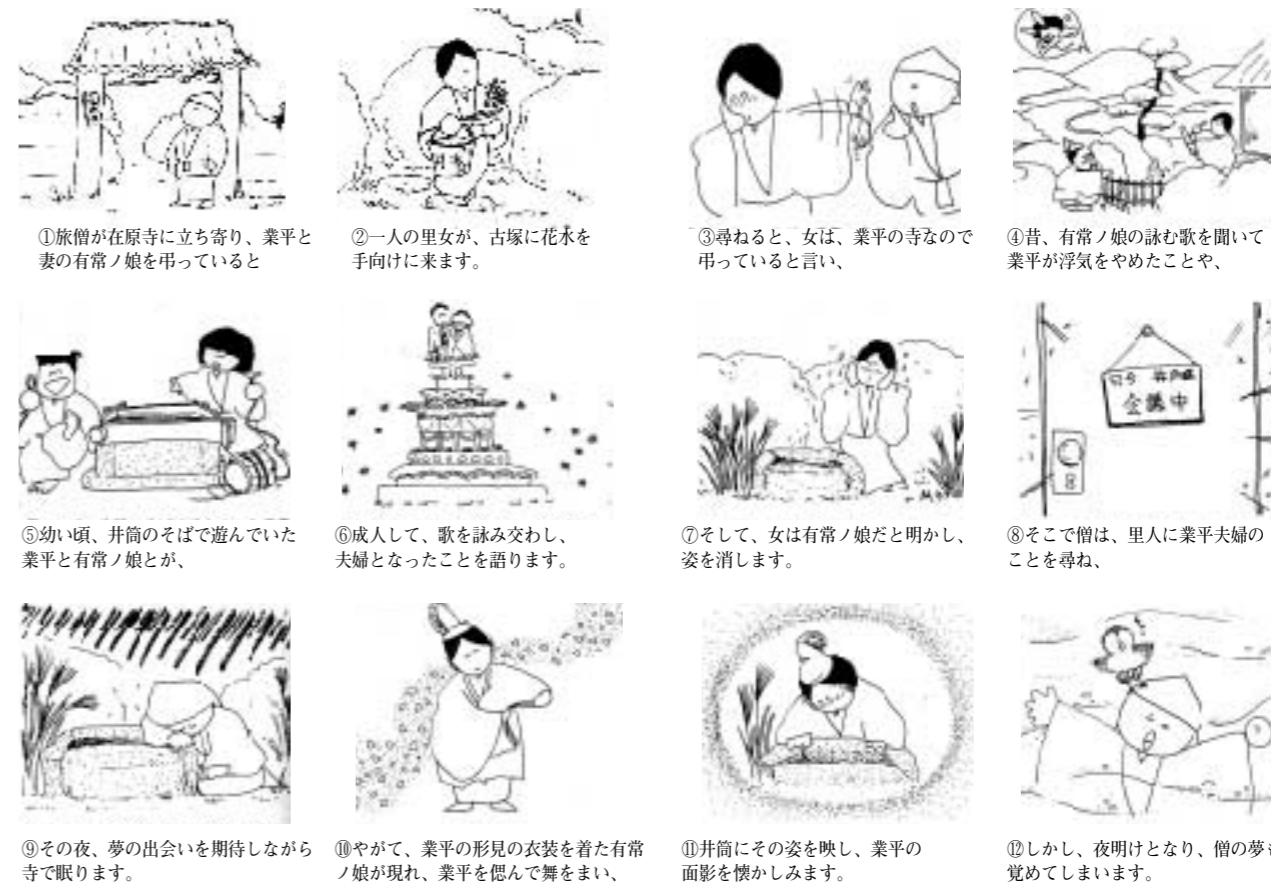 ①旅僧が在原寺に立ち寄り、業平と
妻の有常ノ娘を弔っていると
②一人の里女が、古塚に花水を
手向けに来ます。
③尋ねると、女は、業平の寺なので
弔っていると言い、
④昔、有常ノ娘の詠む歌を聞いて
業平が浮気をやめたことや、
⑤幼い頃、井筒のそばで遊んでいた
業平と有常ノ娘とが、
⑥成人して、歌を詠み交わし、
夫婦となったことを語ります。
⑦そして、女は有常ノ娘だと明かし、
姿を消します。
会議中
8
⑧そこで僧は、里人に業平夫婦の
ことを尋ね、
⑨その夜、夢の出会いを期待しながら
寺で眠ります。
⑩やがて、業平の形見の衣装を着た有常
ノ娘が現れ、業平を偲んで舞をまい、
⑪井筒にその姿を映し、業平の
面影を懐かしみます。
⑫しかし、夜明けとなり、僧の夢も
覚めてしまいます。